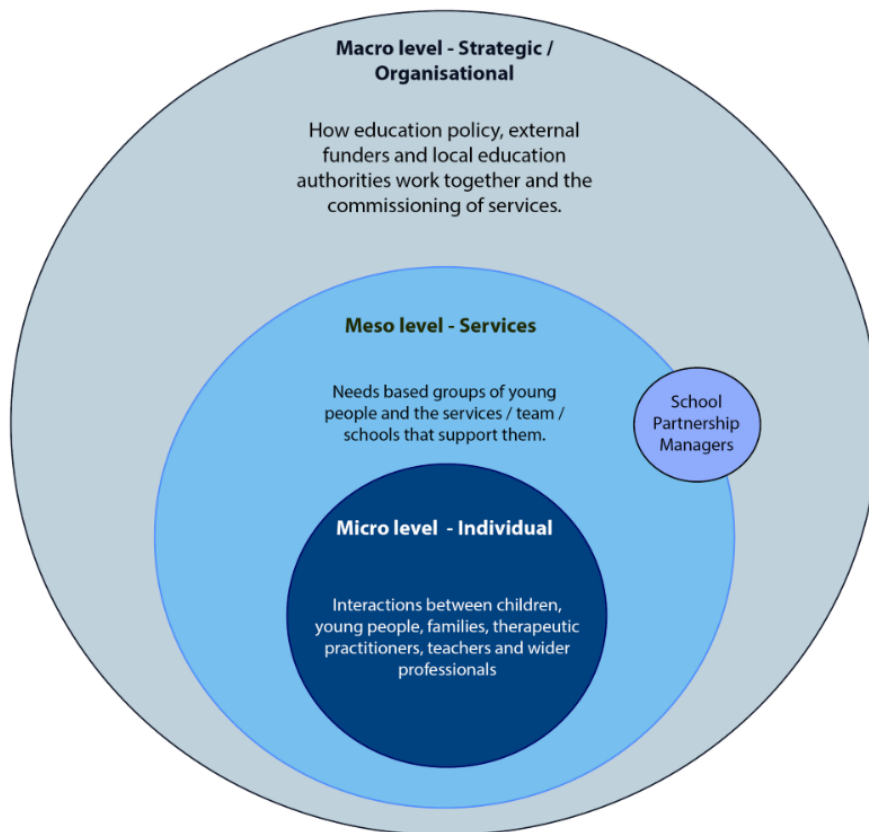 Macro level - Strategic /
Organisational
How education policy, external
funders and local education
authorities work together and the
commissioning of services.
Meso level - Services
Needs based groups of young
people and the services / team /
schools that support them.
School
Partnership
Managers
Micro level - Individual
Interactions between children,
young people, families, therapeutic
practitioners, teachers and wider
professionals